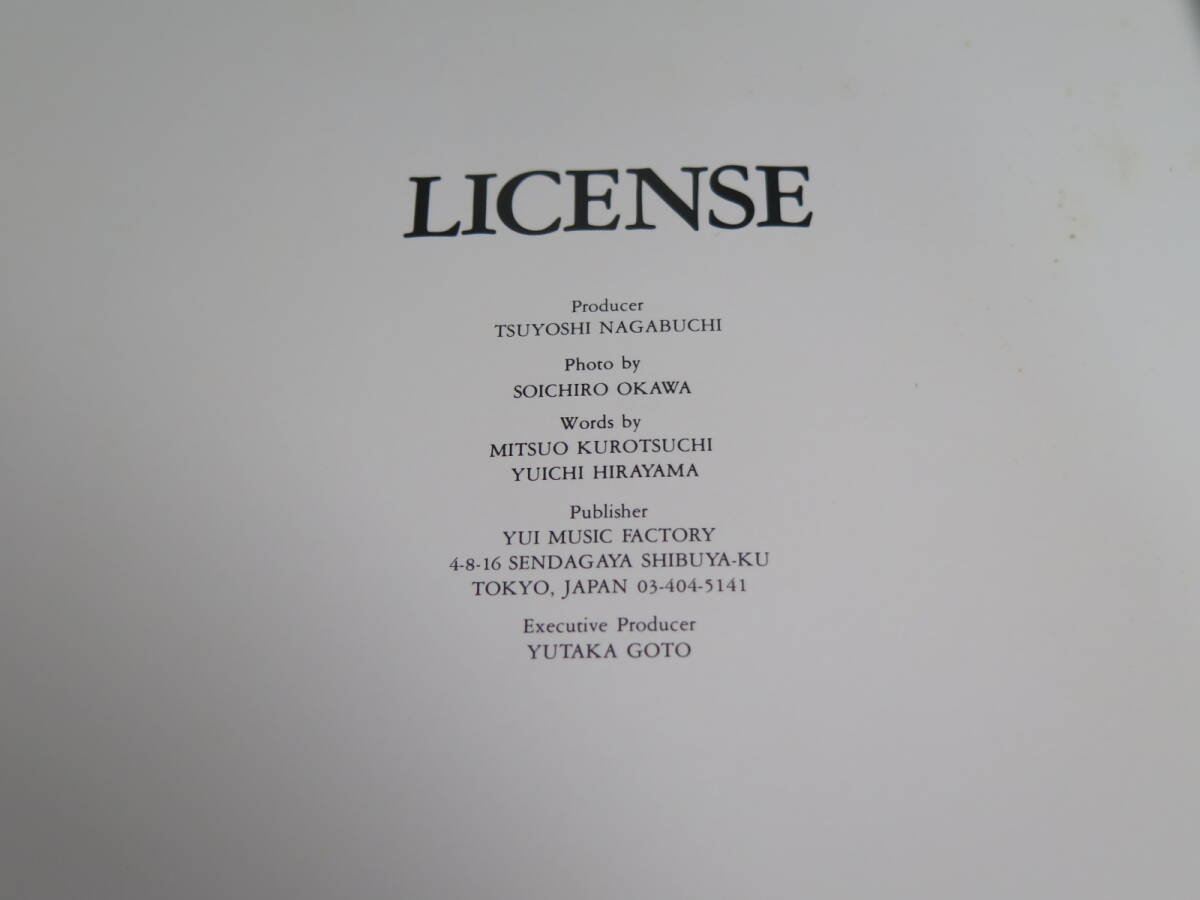 LICENSE
Producer
TSUYOSHI NAGABUCHI
Photo by
SOICHIRO OKAWA
Words by
MITSUO KUROTSUCHI
YUICHI HIRAYAMA
Publisher
YUI MUSIC FACTORY
4-8-16 SENDAGAYA SHIBUYA-KU
TOKYO, JAPAN 03-404-5141
Executive Producer
YUTAKA GOTO